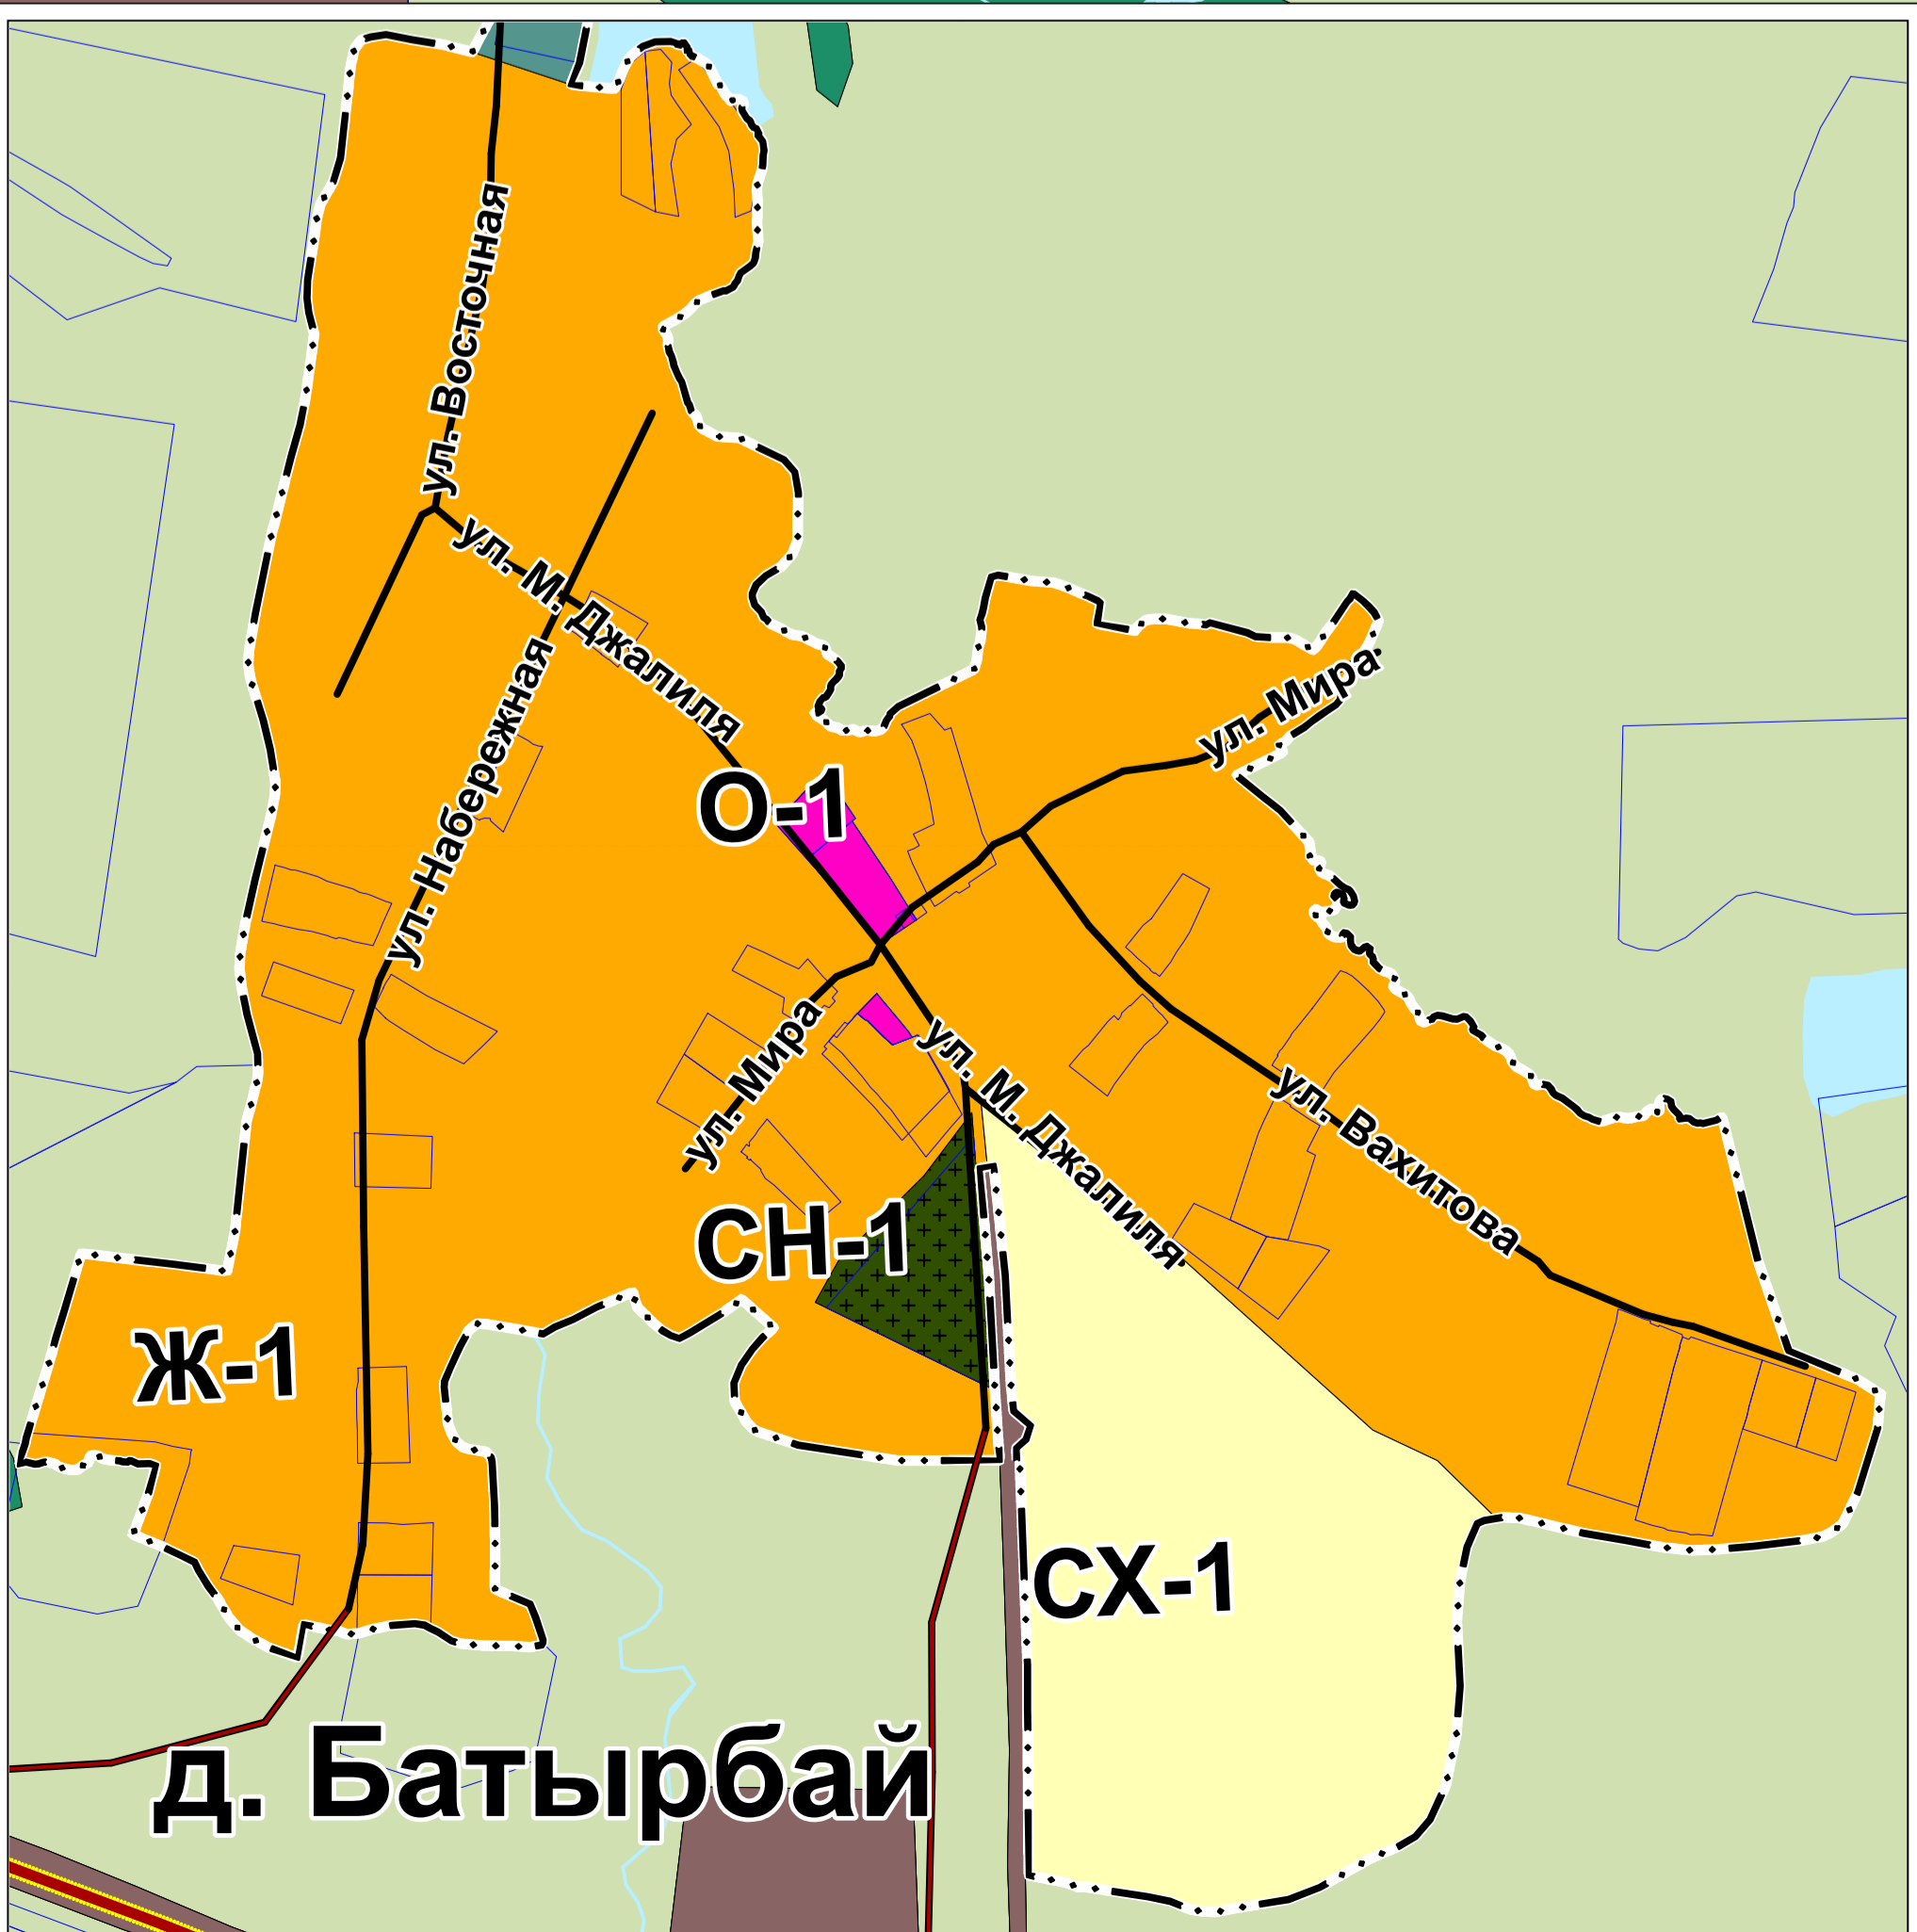 ул. Восточная
ул. М. Джалиля
ул. Набережная
ул. Мира
О-1
ул. Мира
ул. М. Джалиля
ул. Вахитова
СН-1
Ж-1
СХ-1
д. Батырбай